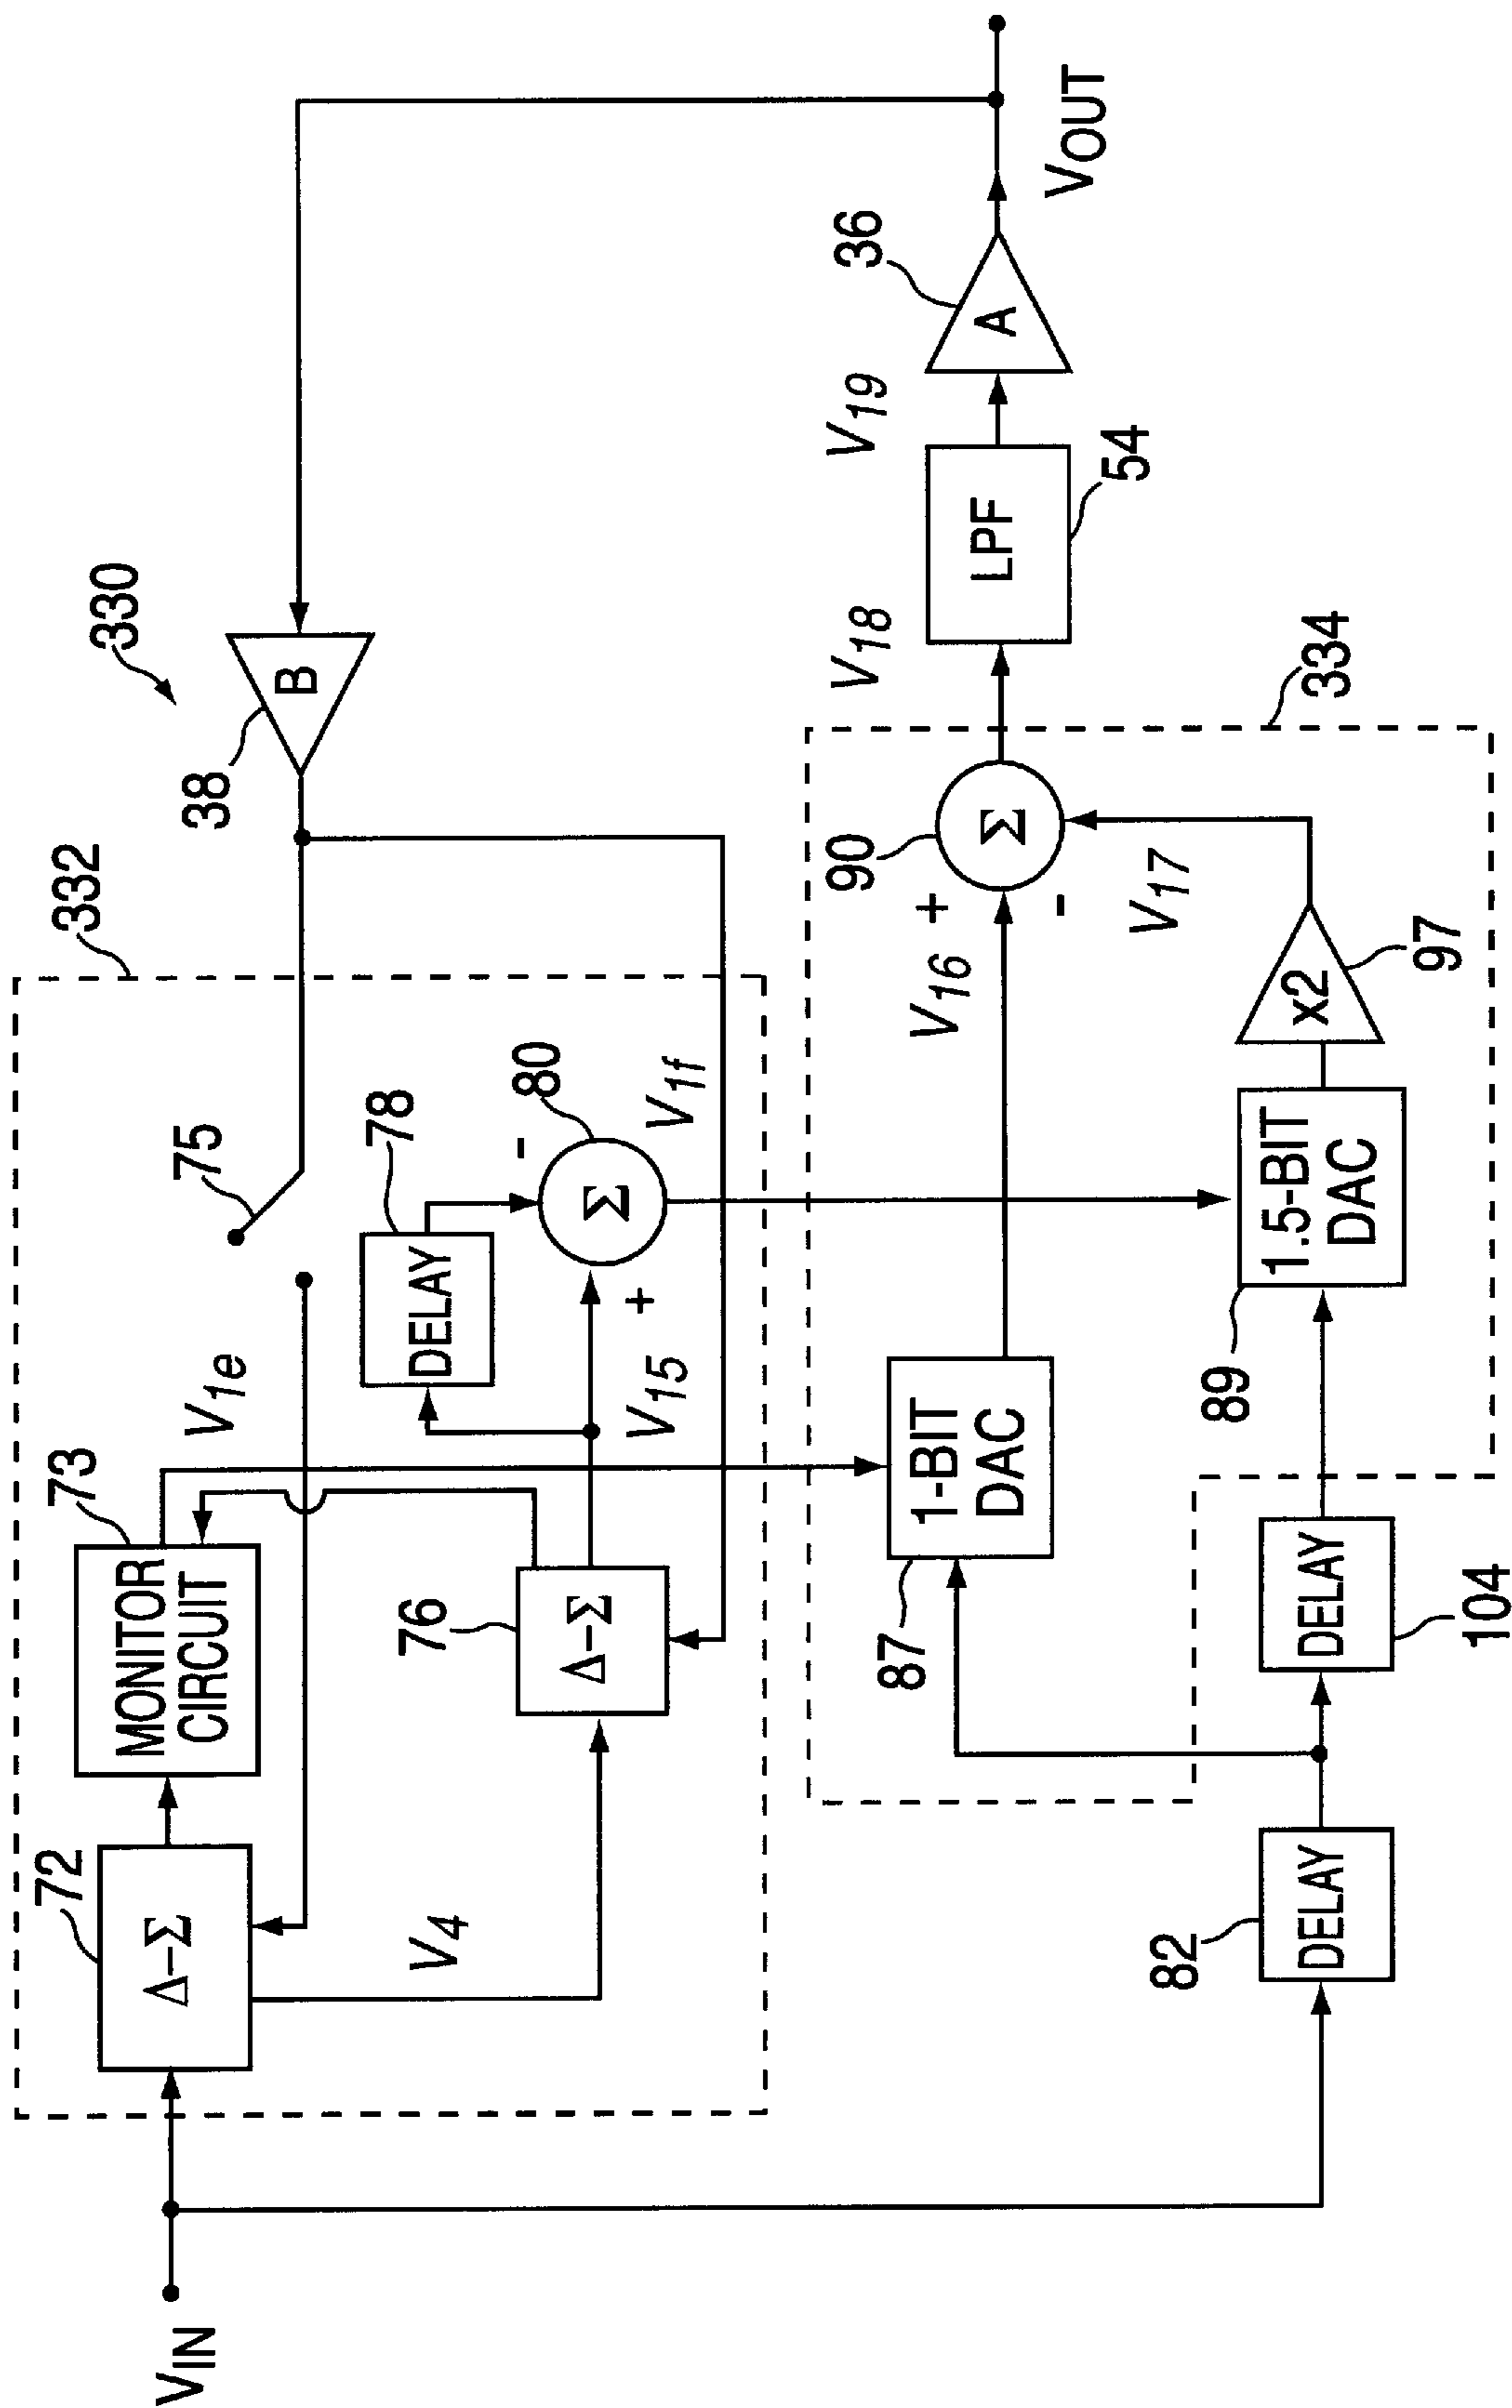 330
332
38
B
75
73
MONITOR
CIRCUIT
V1e
72
Δ–Σ
78
DELAY
-
80
Σ
+
V1f
V15
76
Δ–Σ
V4
VIN
36
A
VOUT
V19
LPF
54
V18
334
90
Σ
+
-
V16
V17
x2
97
1-BIT
DAC
87
1.5-BIT
DAC
89
DELAY
104
DELAY
82